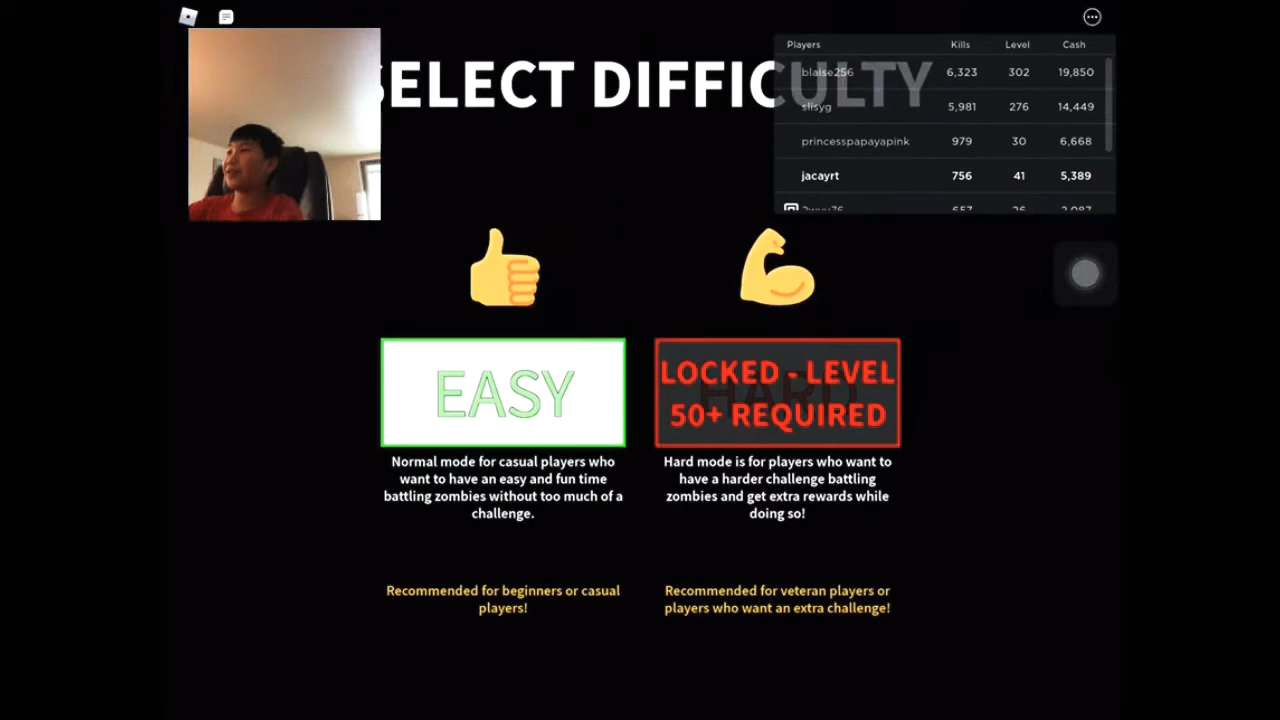 SELECT DIFFICULTY
Players Kills Level Cash
blaise256 6,323 302 19,850
slisyg 5,981 276 14,449
princesspapayapink 979 30 6,668
jacayrt 756 41 5,389
EASY
LOCKED - LEVEL
50+ REQUIRED
HARD
Normal mode for casual players who
want to have an easy and fun time
battling zombies without too much of a
challenge.
Hard mode is for players who want to
have a harder challenge battling
zombies and get extra rewards while
doing so!
Recommended for beginners or casual
players!
Recommended for veteran players or
players who want an extra challenge!